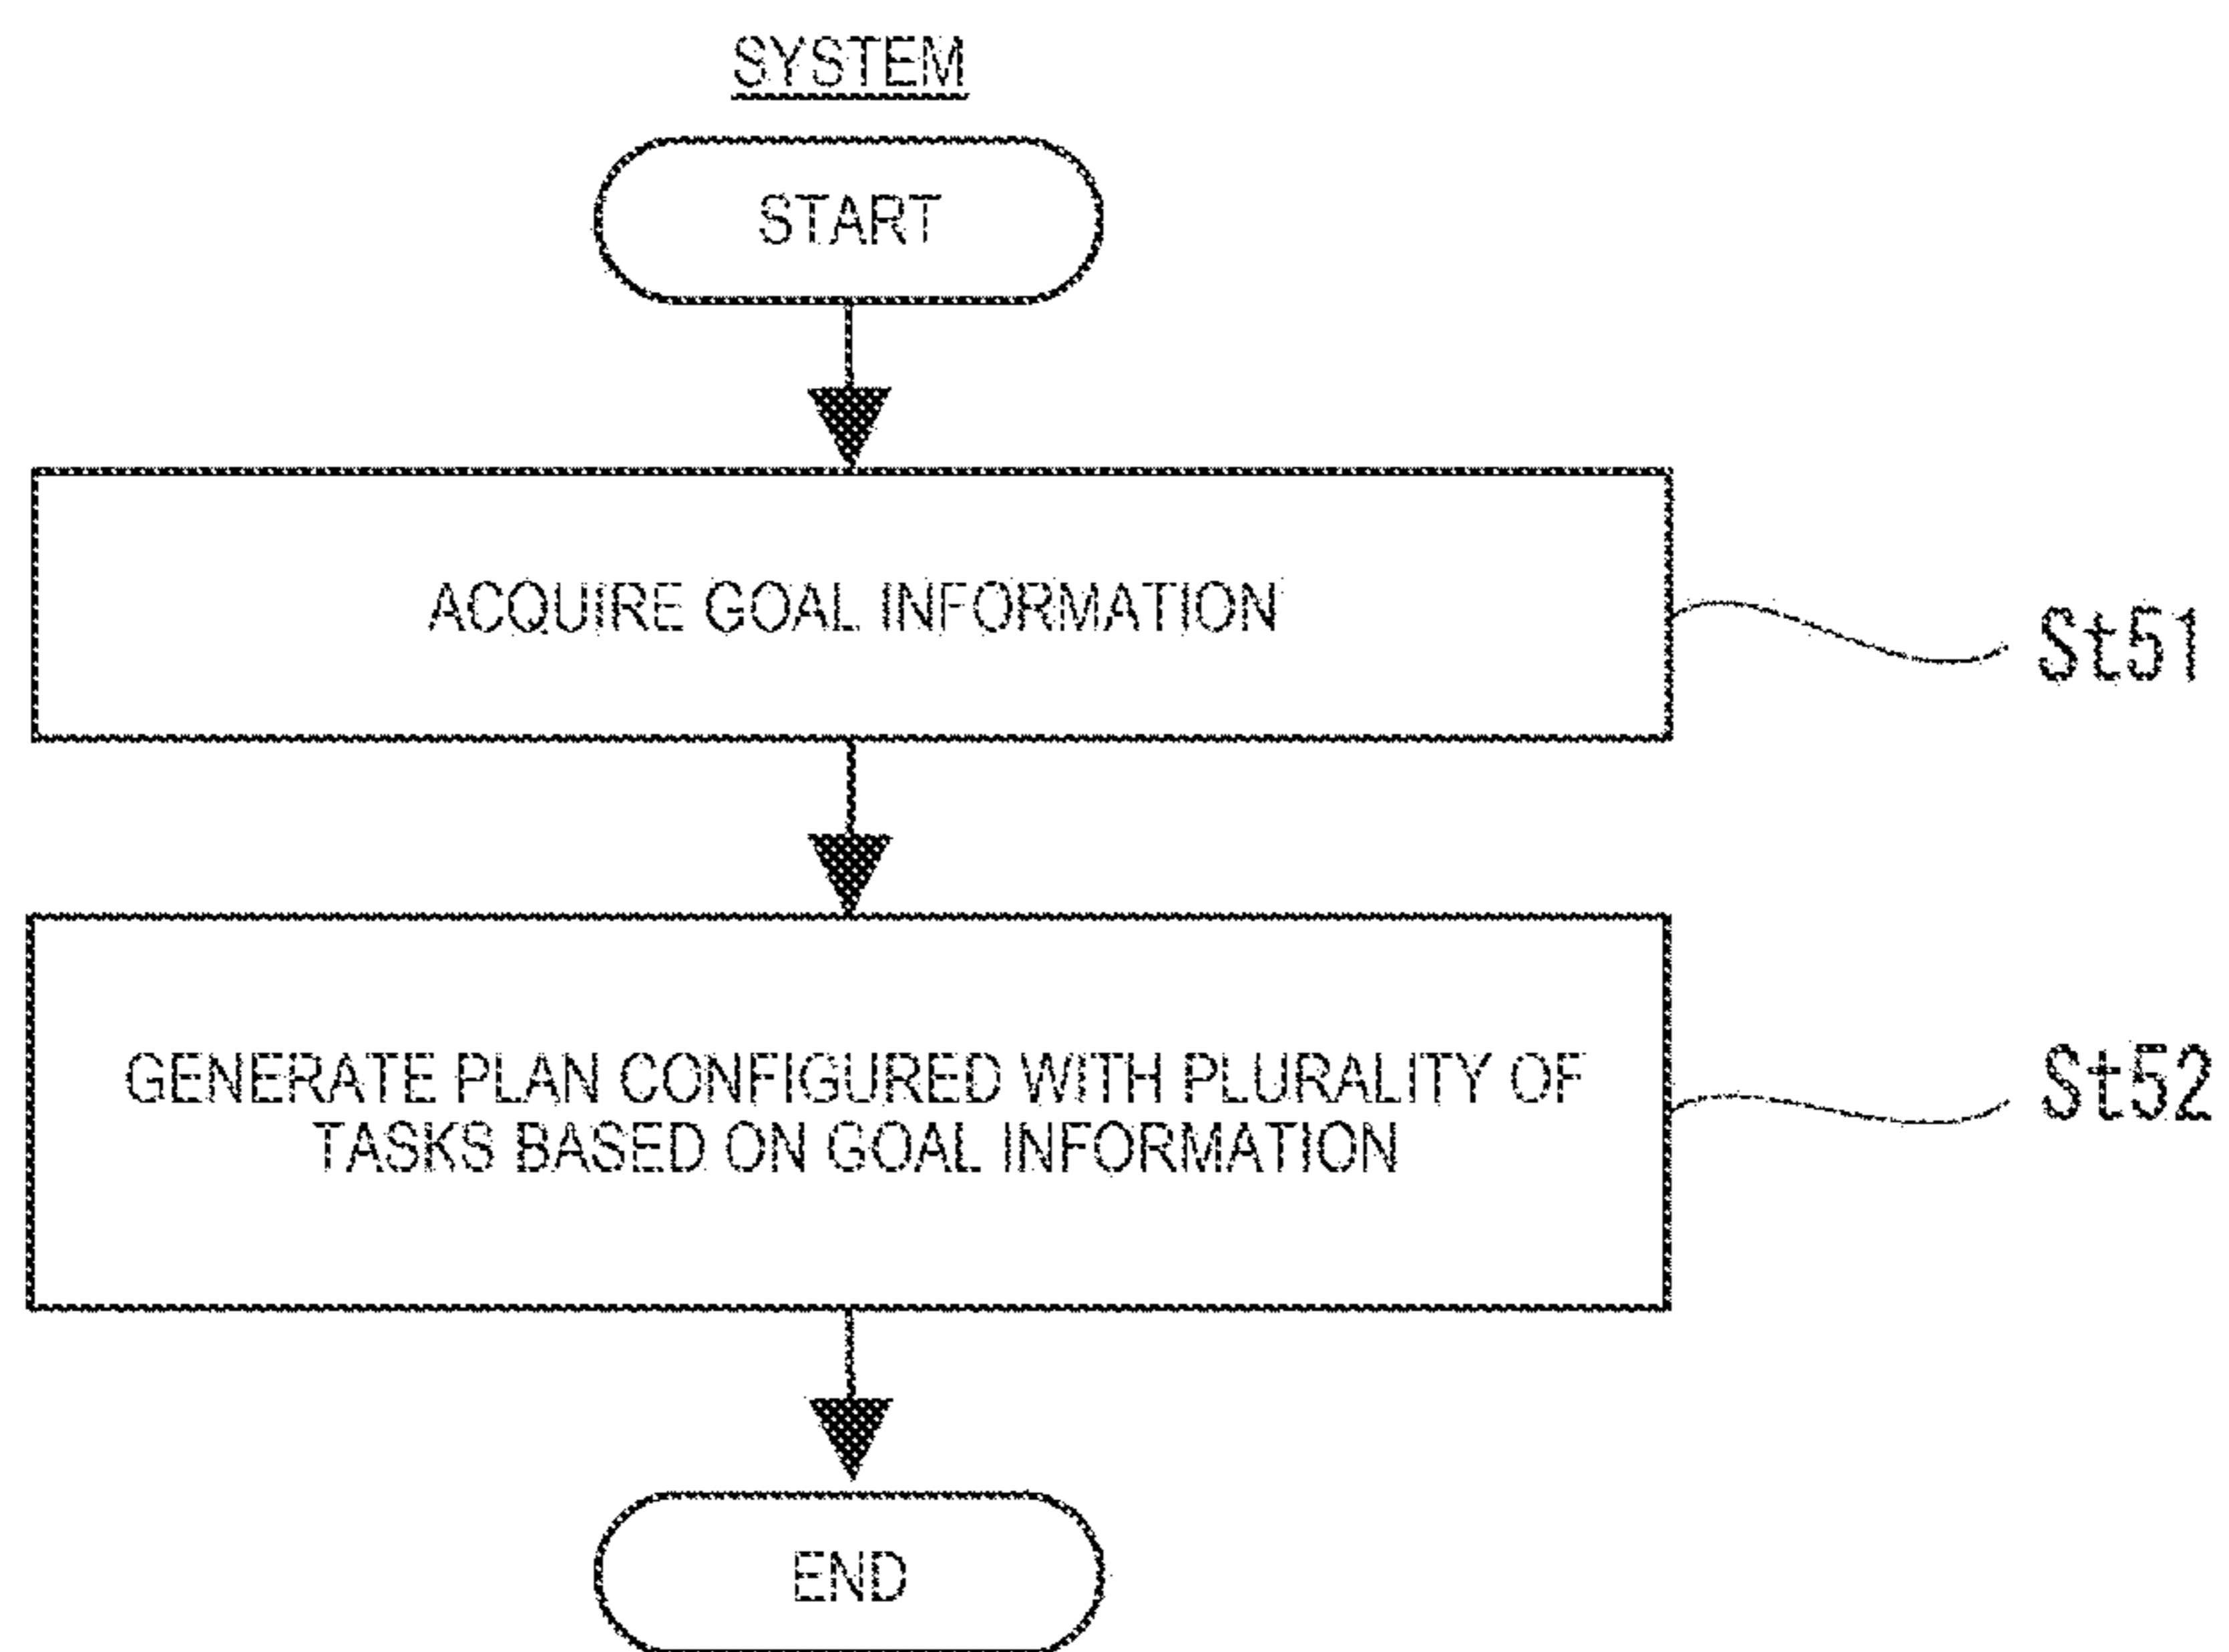 SYSTEM
START
ACQUIRE GOAL INFORMATION
St51
GENERATE PLAN CONFIGURED WITH PLURALITY OF
TASKS BASED ON GOAL INFORMATION
St52
END